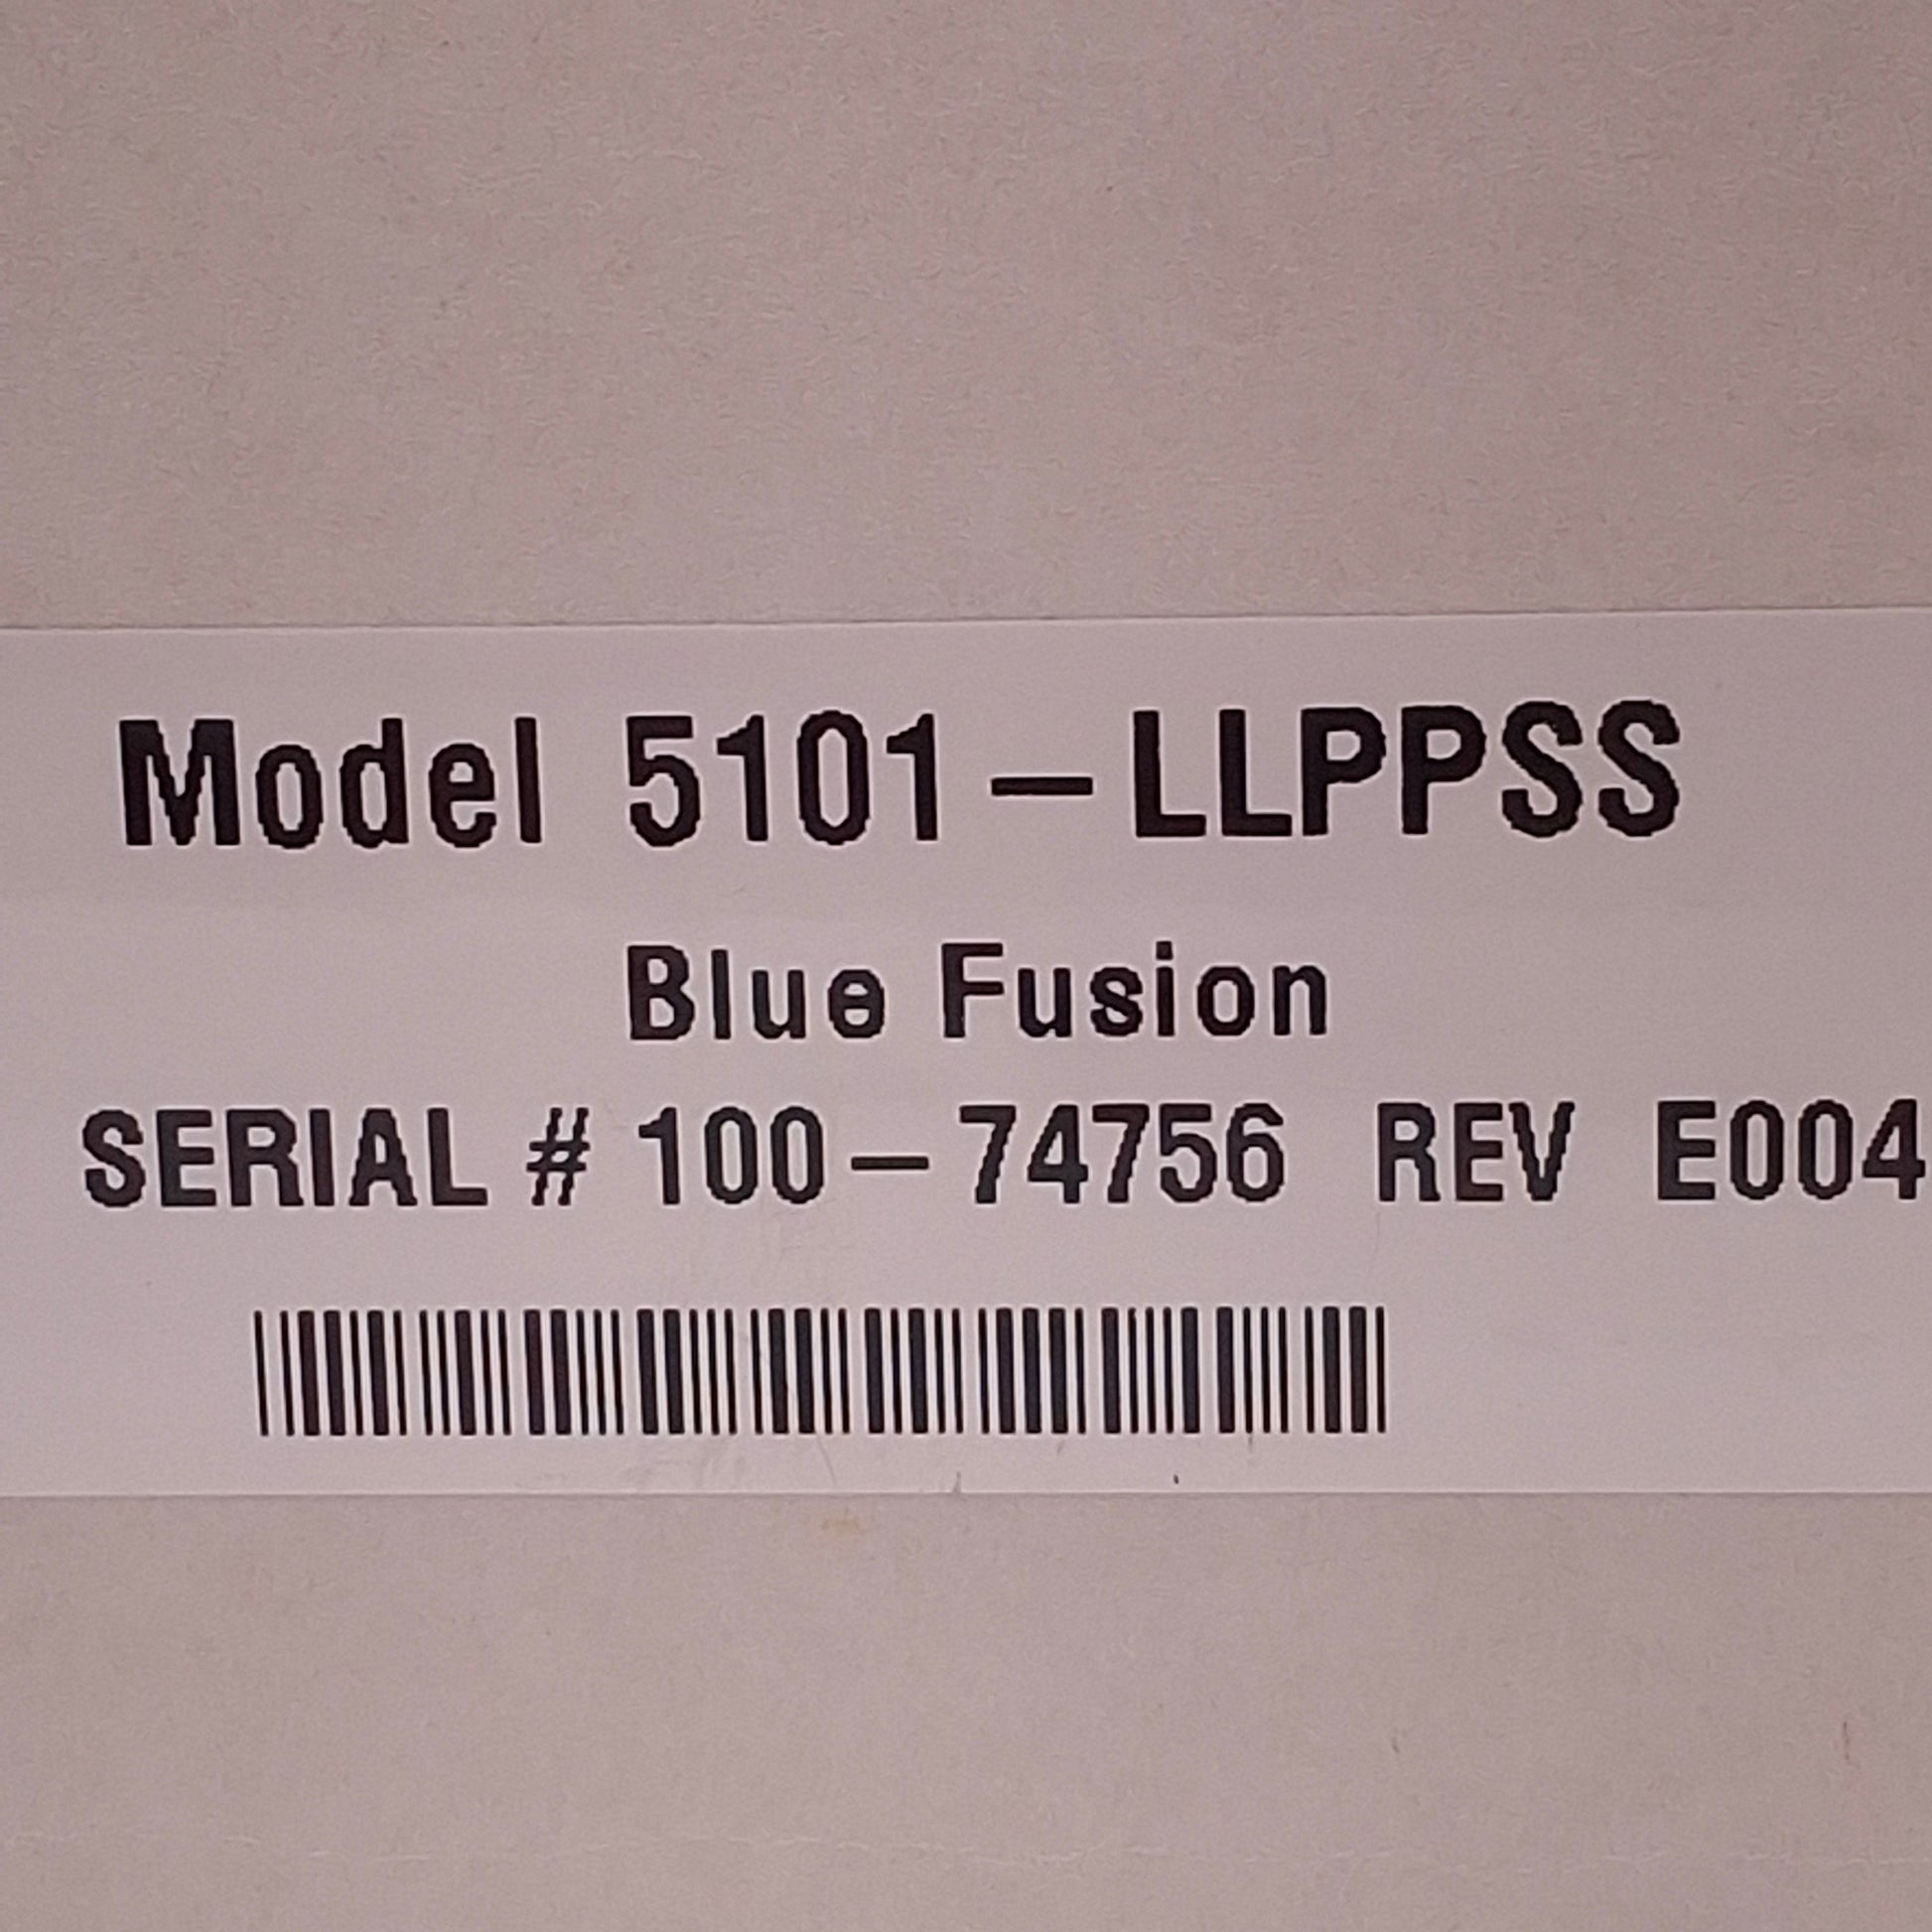 Model 5101-LLPPSS
Blue Fusion
SERIAL # 100-74756 REV E004